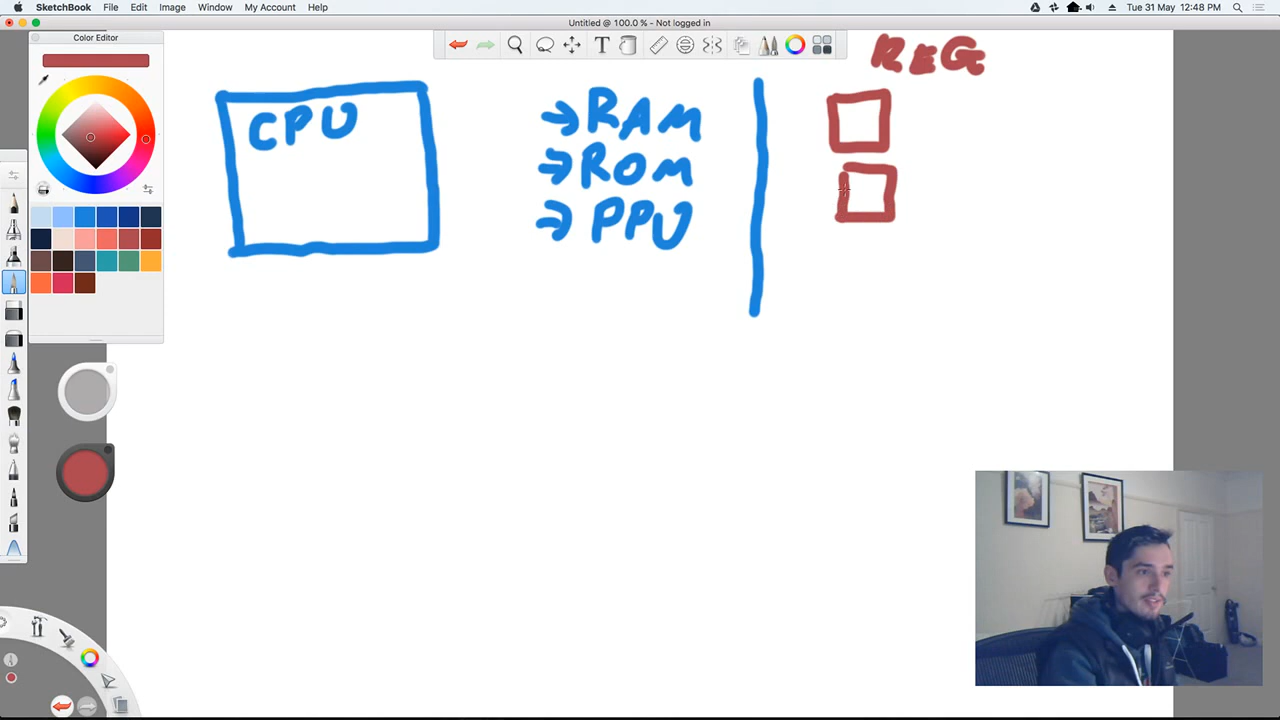 SketchBook File Edit Image Window My Account Help Tue 31 May 12:48 PM
Untitled @ 100.0 % - Not logged in
Color Editor
T
REG
CPU
→RAM
→ROM
→PPU